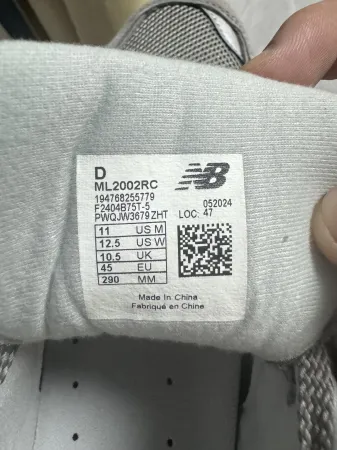 D
ML2002RC
194768255779
F2404B75T-5
PWQJW3679 ZHT
NB
052024
LOC: 47
11 US M
12.5 US W
10.5 UK
45 EU
290 MM
Made In China
Fabriqué en Chine